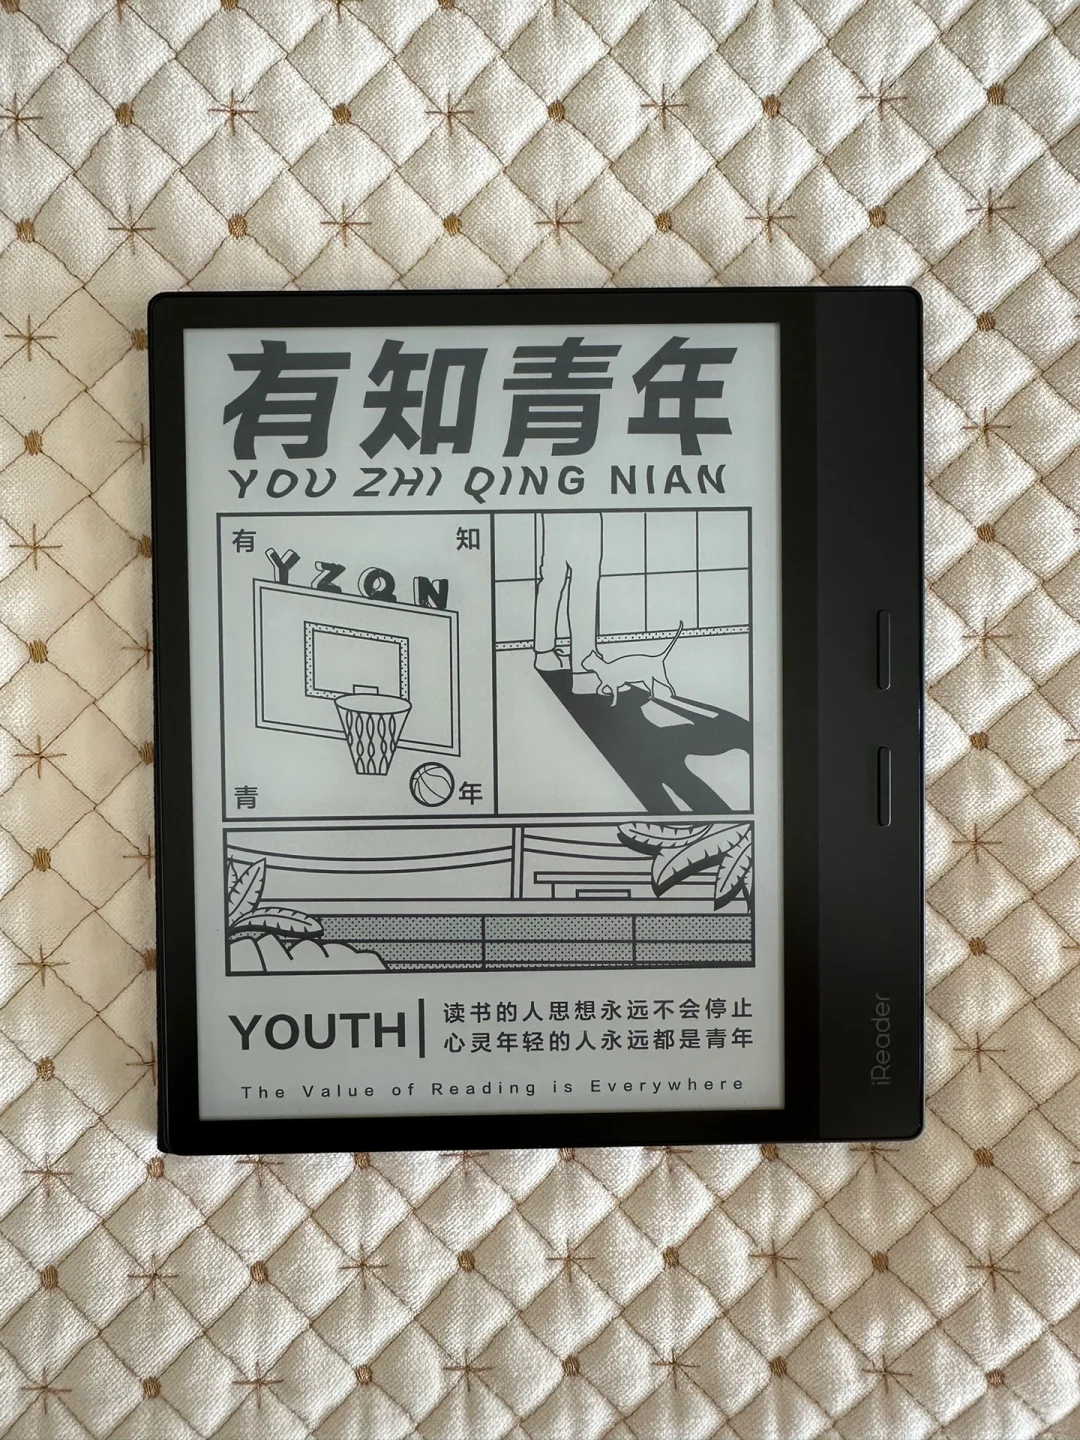 有知青年
YOU ZHI QING NIAN
有 知
YZQN
青 年
YOUTH
读书的人思想永远不会停止
心灵年轻的人永远都是青年
The Value of Reading is Everywhere
iReader